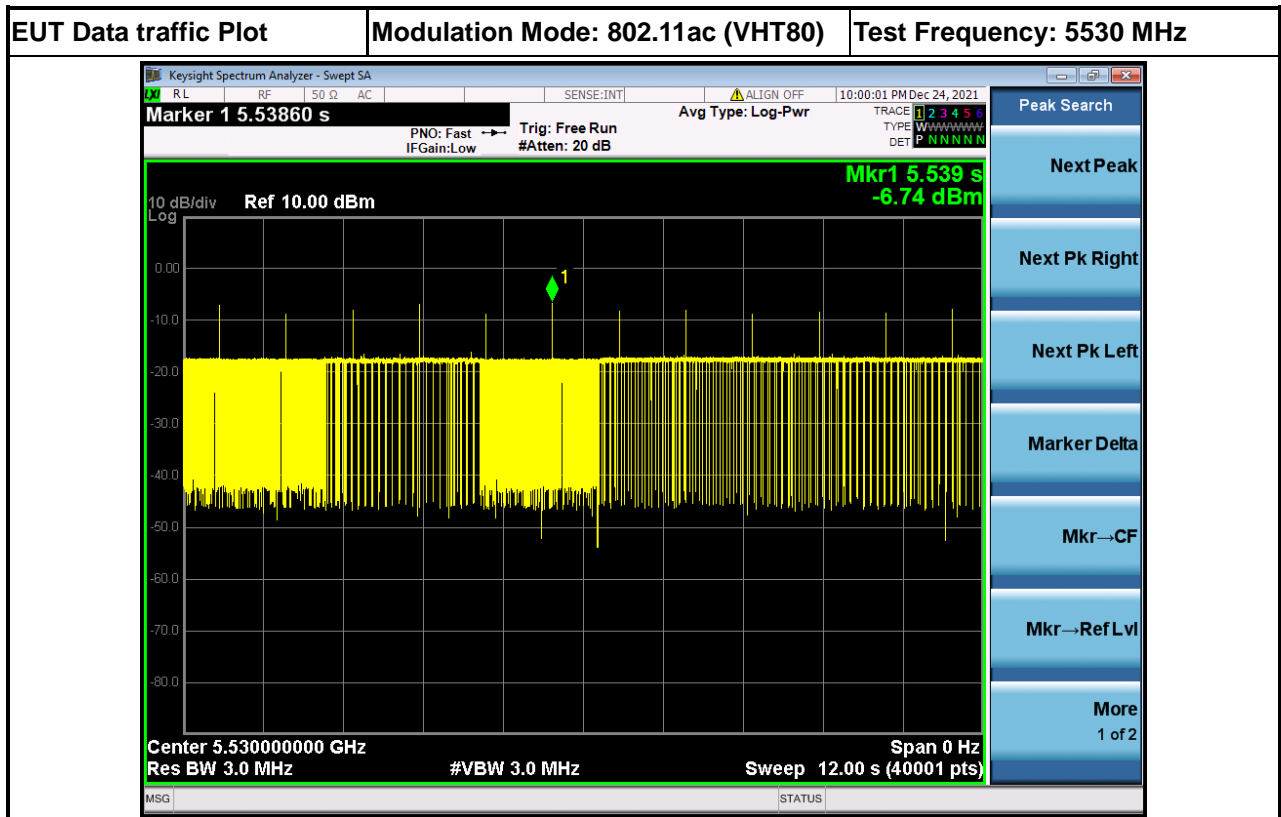 EUT Data traffic Plot Modulation Mode: 802.11ac (VHT80) Test Frequency: 5530 MHz
Keysight Spectrum Analyzer - Swept SA
LXI RL RF 50 Ω AC SENSE:INT ALIGN OFF 10:00:01 PM Dec 24, 2021
Marker 1 5.53860 s
PNO: Fast
IFGain:Low
Trig: Free Run
#Atten: 20 dB
Avg Type: Log-Pwr
TRACE 1 2 3 4 5 6
TYPE WWWWWW
DET P N N N N N
Mkr1 5.539 s
-6.74 dBm
10 dB/div Ref 10.00 dBm
Log
0.00
-10.0
-20.0
-30.0
-40.0
-50.0
-60.0
-70.0
-80.0
1
Center 5.530000000 GHz Span 0 Hz
Res BW 3.0 MHz #VBW 3.0 MHz Sweep 12.00 s (40001 pts)
MSG STATUS
Peak Search
Next Peak
Next Pk Right
Next Pk Left
Marker Delta
Mkr→CF
Mkr→Ref Lvl
More
1 of 2